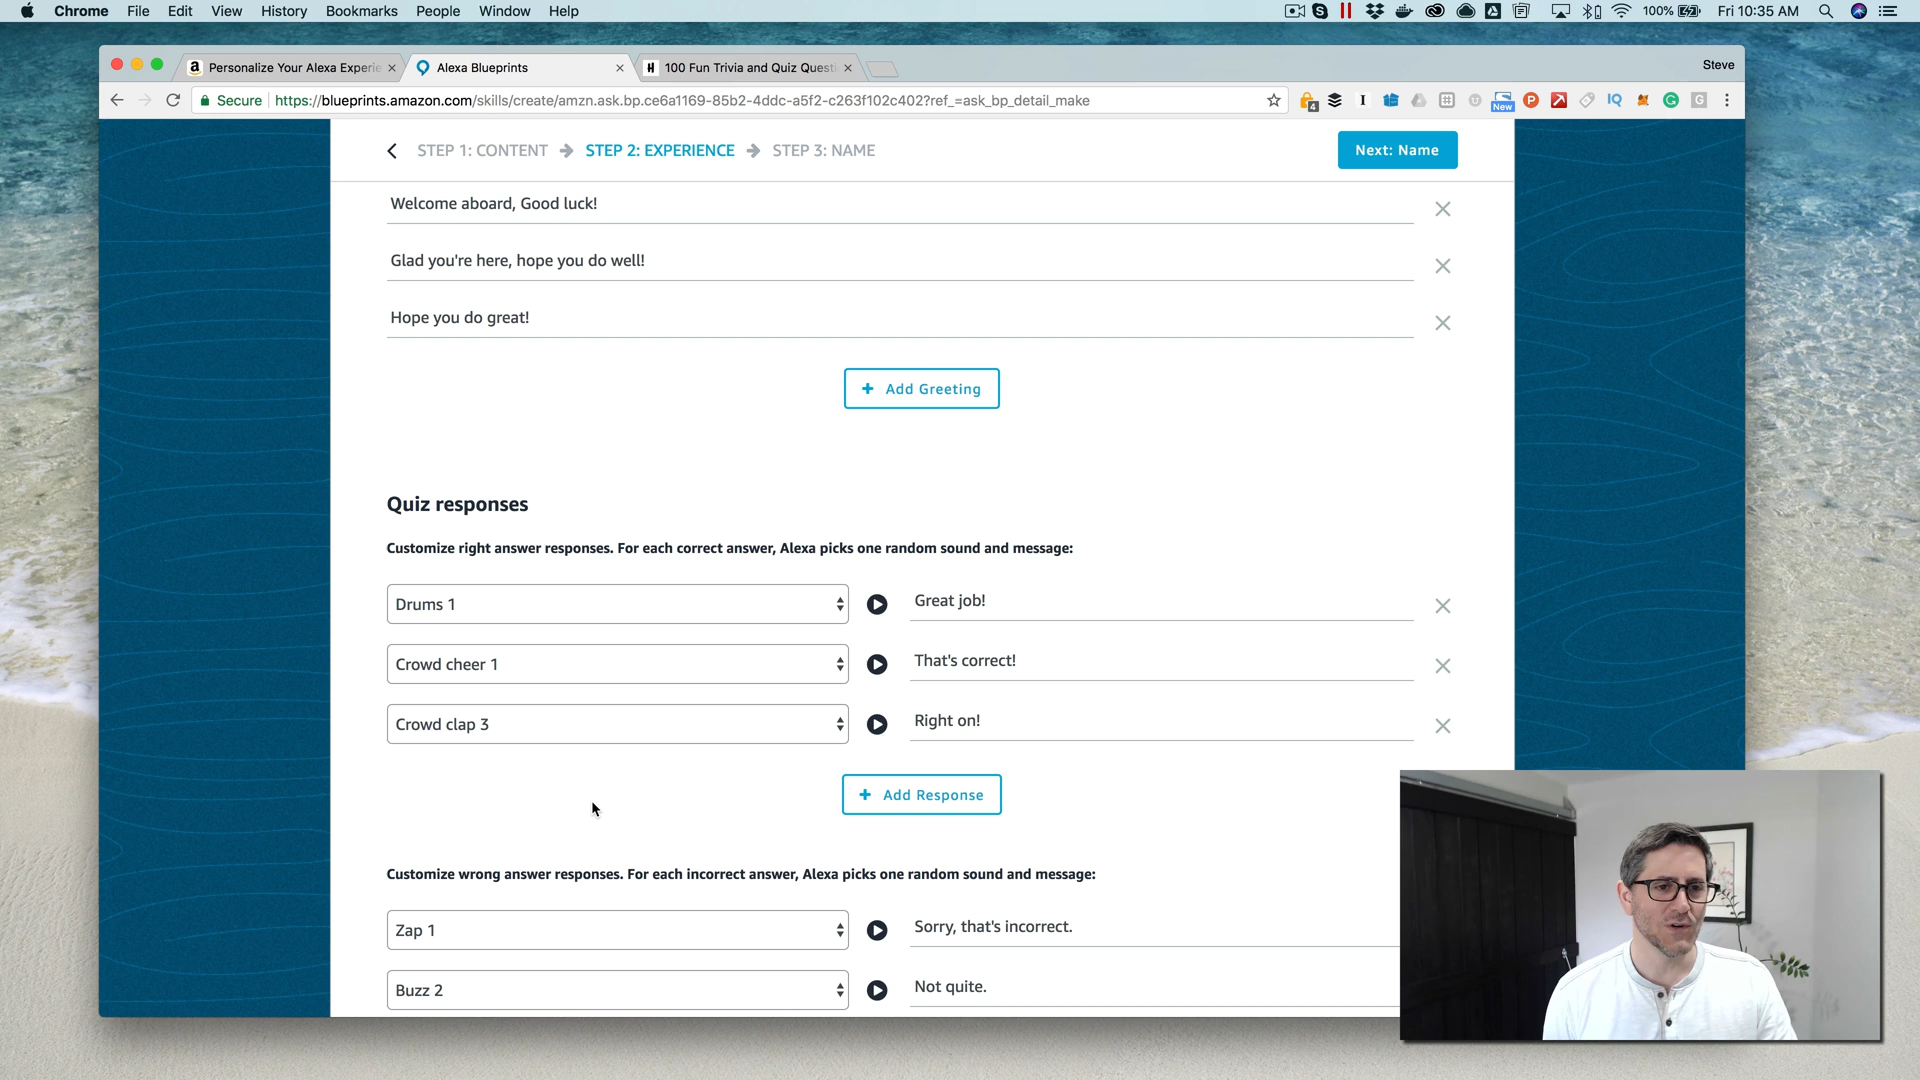 Chrome File Edit View History Bookmarks People Window Help
100% Fri 10:35 AM
Personalize Your Alexa Experie
Alexa Blueprints
100 Fun Trivia and Quiz Questi
Steve
Secure https://blueprints.amazon.com/skills/create/amzn.ask.bp.ce6a1169-85b2-4ddc-a5f2-c263f102c402?ref_=ask_bp_detail_make
4
New
IQ
STEP 1: CONTENT STEP 2: EXPERIENCE STEP 3: NAME
Next: Name
Welcome aboard, Good luck!
Glad you're here, hope you do well!
Hope you do great!
+ Add Greeting
Quiz responses
Customize right answer responses. For each correct answer, Alexa picks one random sound and message:
Drums 1 Great job!
Crowd cheer 1 That's correct!
Crowd clap 3 Right on!
+ Add Response
Customize wrong answer responses. For each incorrect answer, Alexa picks one random sound and message:
Zap 1 Sorry, that's incorrect.
Buzz 2 Not quite.